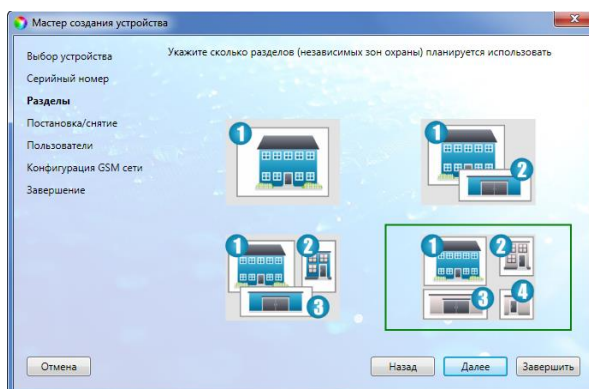 Мастер создания устройства
Выбор устройства
Серийный номер
Разделы
Постановка/снятие
Пользователи
Конфигурация GSM сети
Завершение
Укажите сколько разделов (независимых зон охраны) планируется использовать
1
1 2
1 2
3
1 2
3 4
Отмена Назад Далее Завершить